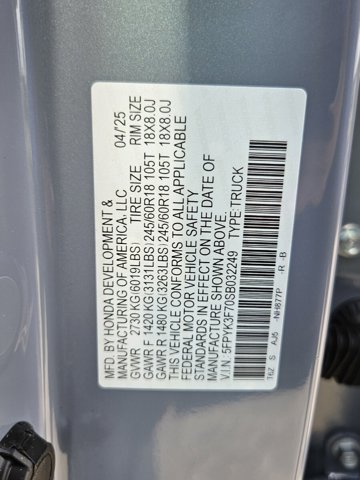 MFD. BY HONDA DEVELOPMENT &
MANUFACTURING OF AMERICA, LLC 04/25
GVWR 2730 KG(6019LBS) TIRE SIZE RIM SIZE
GAWR F 1420 KG(3131LBS) 245/60R18 105T 18X8.0J
GAWR R 1480 KG(3263LBS) 245/60R18 105T 18X8.0J
THIS VEHICLE CONFORMS TO ALL APPLICABLE
FEDERAL MOTOR VEHICLE SAFETY
STANDARDS IN EFFECT ON THE DATE OF
MANUFACTURE SHOWN ABOVE.
V.I.N: 5FPYK3F70SB032249 TYPE:TRUCK
T6Z S AJ5 -NH877P -R -B